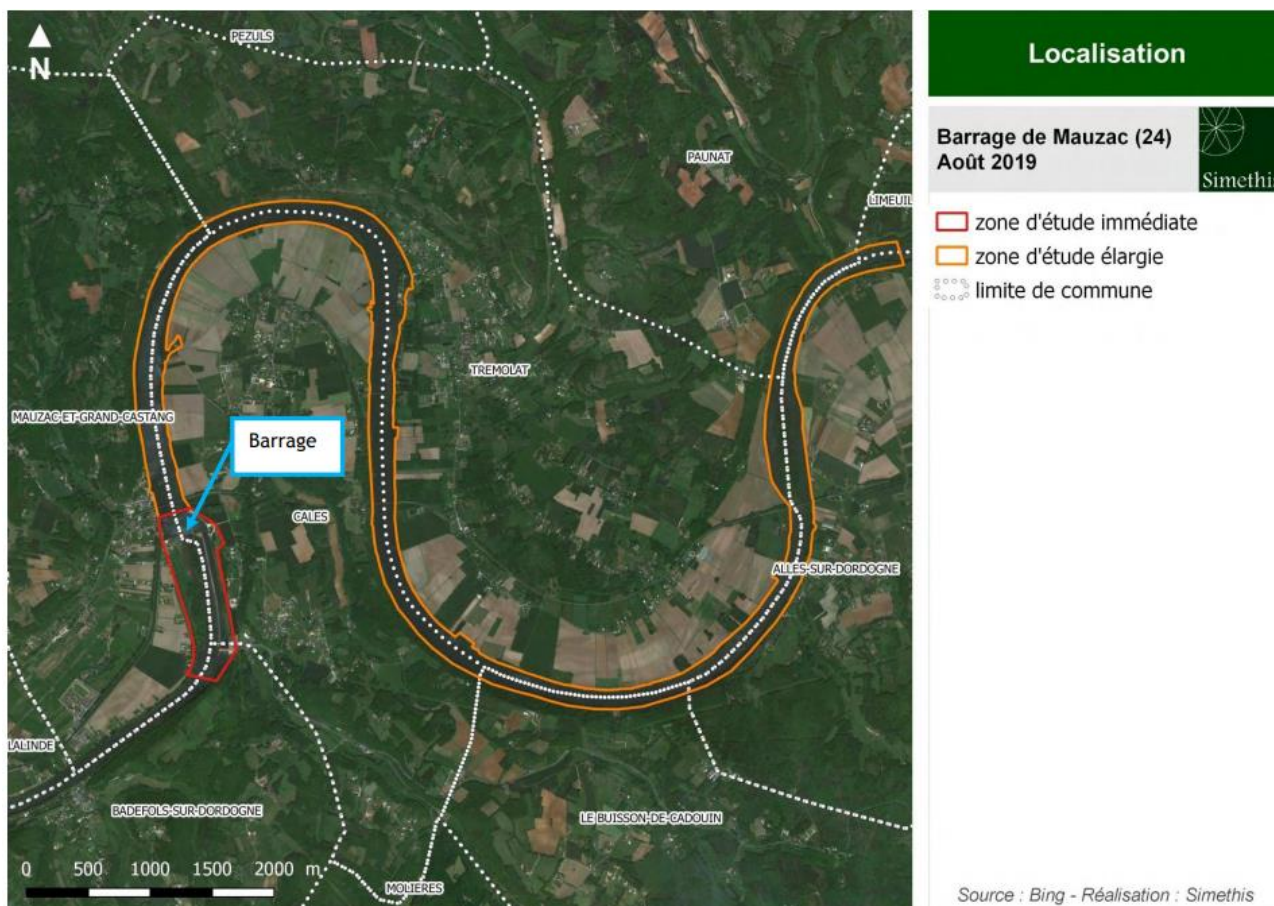 N
PEZULS
PAUNAT
LIMEUIL
TRÉMOLAT
MAUZAC-ET-GRAND-CASTANG
Barrage
CALES
ALLES-SUR-DORDOGNE
LALINDE
BADEFOLS-SUR-DORDOGNE
LE BUISSON-DE-CADOUIN
MOLIERES
0 500 1000 1500 2000 m
Localisation
Barrage de Mauzac (24)
Août 2019
Simethis
zone d'étude immédiate
zone d'étude élargie
limite de commune
Source : Bing - Réalisation : Simethis